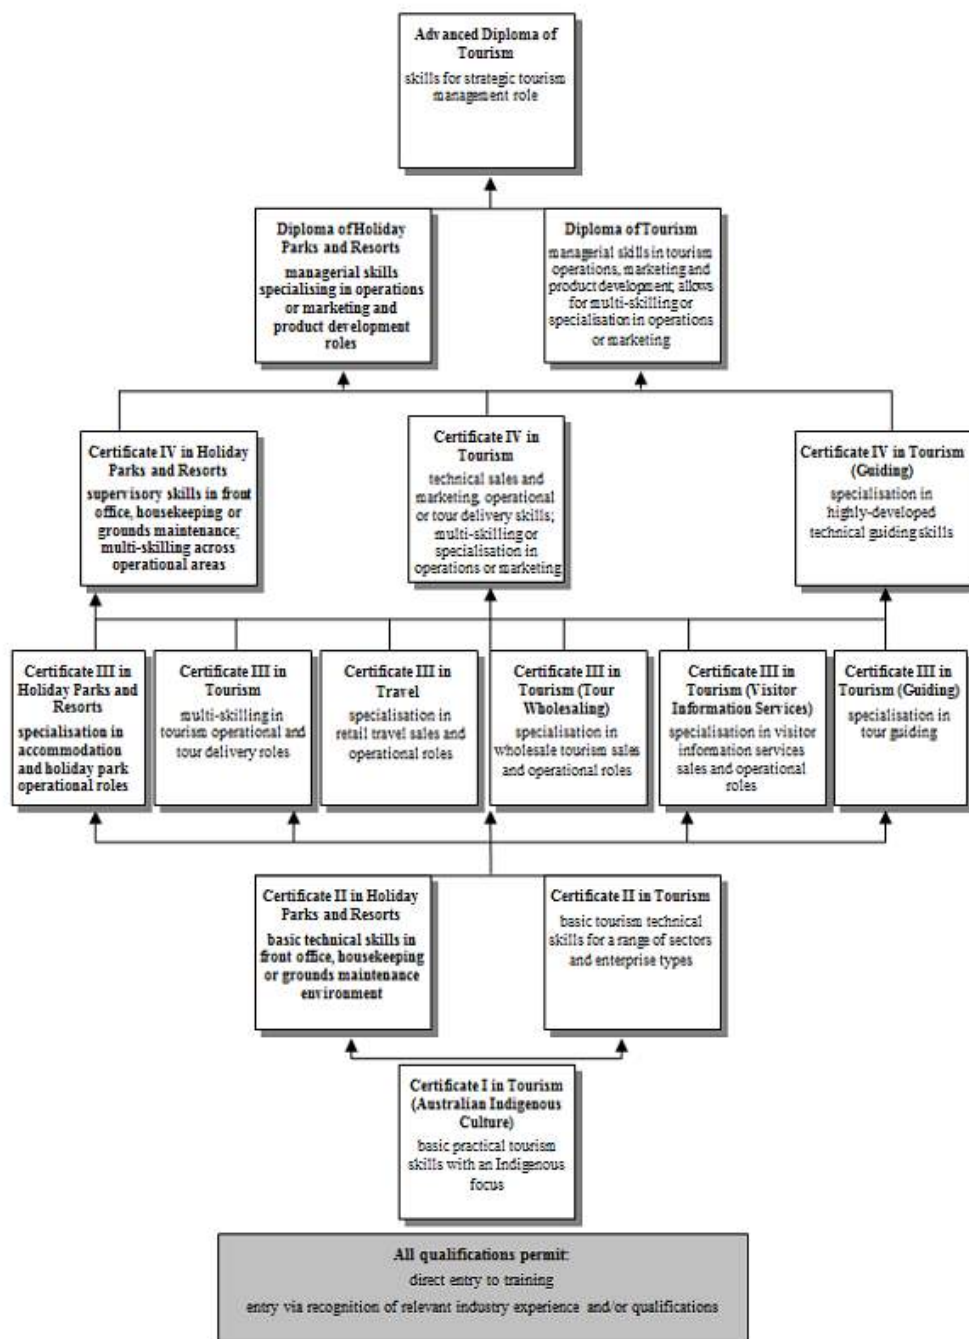 Advanced Diploma of
Tourism
skills for strategic tourism
management role
Diploma of Holiday
Parks and Resorts
managerial skills
specialising in operations
or marketing and
product development
roles
Diploma of Tourism
managerial skills in tourism
operations, marketing and
product development; allows
for multi-skilling or
specialisation in operations
or marketing
Certificate IV in Holiday
Parks and Resorts
supervisory skills in front
office, housekeeping or
grounds maintenance;
multi-skilling across
operational areas
Certificate IV in
Tourism
technical sales and
marketing, operational
or tour delivery skills;
multi-skilling or
specialisation in
operations or marketing
Certificate IV in Tourism
(Guiding)
specialisation in
highly-developed
technical guiding skills
Certificate III in
Holiday Parks and
Resorts
specialisation in
accommodation
and holiday park
operational roles
Certificate III in
Tourism
multi-skilling in
tourism operational and
tour delivery roles
Certificate III in
Travel
specialisation in
retail travel sales and
operational roles
Certificate III in
Tourism (Tour
Wholesaling)
specialisation in
wholesale tourism sales
and operational roles
Certificate III in
Tourism (Visitor
Information Services)
specialisation in visitor
information services
sales and operational
roles
Certificate III in
Tourism (Guiding)
specialisation in
tour guiding
Certificate II in Holiday
Parks and Resorts
basic technical skills in
front office, housekeeping
or grounds maintenance
environment
Certificate II in Tourism
basic tourism technical
skills for a range of sectors
and enterprise types
Certificate I in Tourism
(Australian Indigenous
Culture)
basic practical tourism
skills with an Indigenous
focus
All qualifications permit:
direct entry to training
entry via recognition of relevant industry experience and/or qualifications